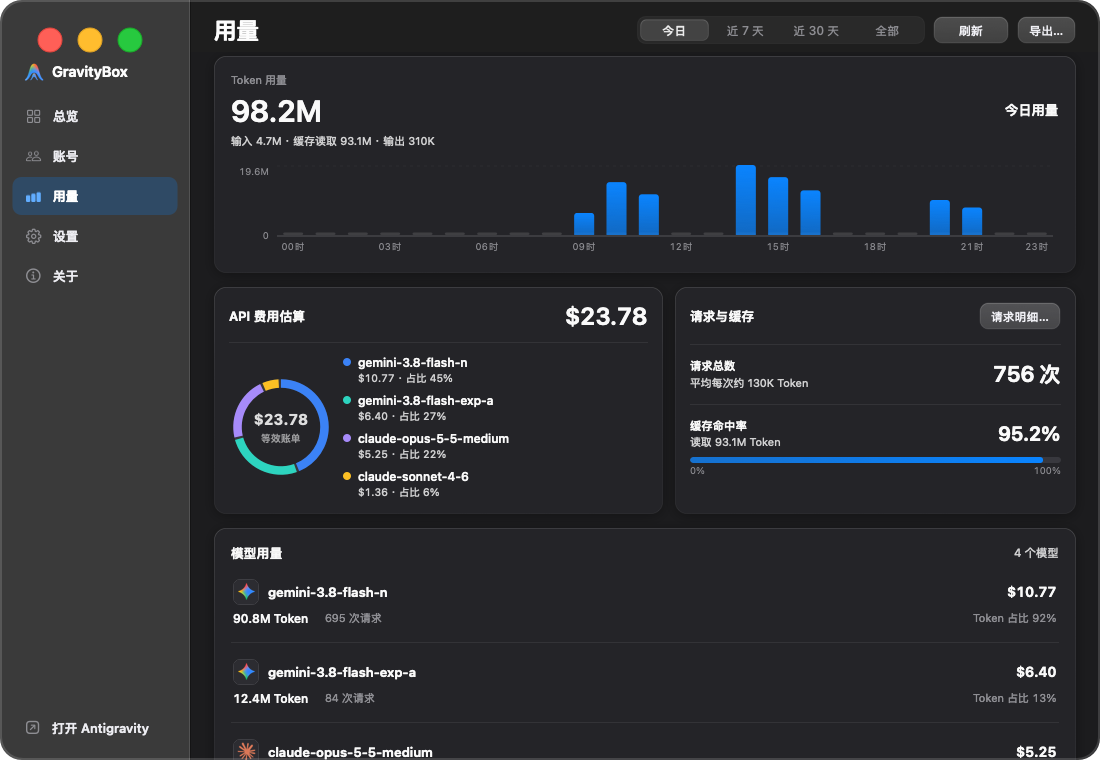 GravityBox
总览
账号
用量
设置
关于
打开 Antigravity
用量
今日
近 7 天
近 30 天
全部
刷新
导出...
Token 用量
98.2M
今日用量
输入 4.7M · 缓存读取 93.1M · 输出 310K
19.6M
0
00时
03时
06时
09时
12时
15时
18时
21时
23时
API 费用估算
$23.78
$23.78
等效账单
gemini-3.8-flash-n
$10.77 · 占比 45%
gemini-3.8-flash-exp-a
$6.40 · 占比 27%
claude-opus-5-5-medium
$5.25 · 占比 22%
claude-sonnet-4-6
$1.36 · 占比 6%
请求与缓存
请求明细...
请求总数
平均每次约 130K Token
756 次
缓存命中率
读取 93.1M Token
95.2%
0%
100%
模型用量
4 个模型
gemini-3.8-flash-n
$10.77
90.8M Token
695 次请求
Token 占比 92%
gemini-3.8-flash-exp-a
$6.40
12.4M Token
84 次请求
Token 占比 13%
claude-opus-5-5-medium
$5.25